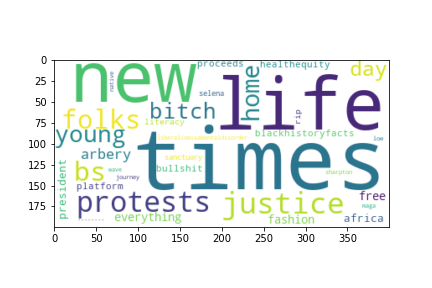 0
25
50
75
100
125
150
175
0 50 100 150 200 250 300 350
new
life
times
proceeds
healthequity
day
native
selena
home
rip
folks
bitch
literacy
young
blackhistoryfacts
low
arbery
sanctuary
bs
wave
bullshit
sharpton
journey
platform
president
protests
justice
free
maga
everything
fashion
africa